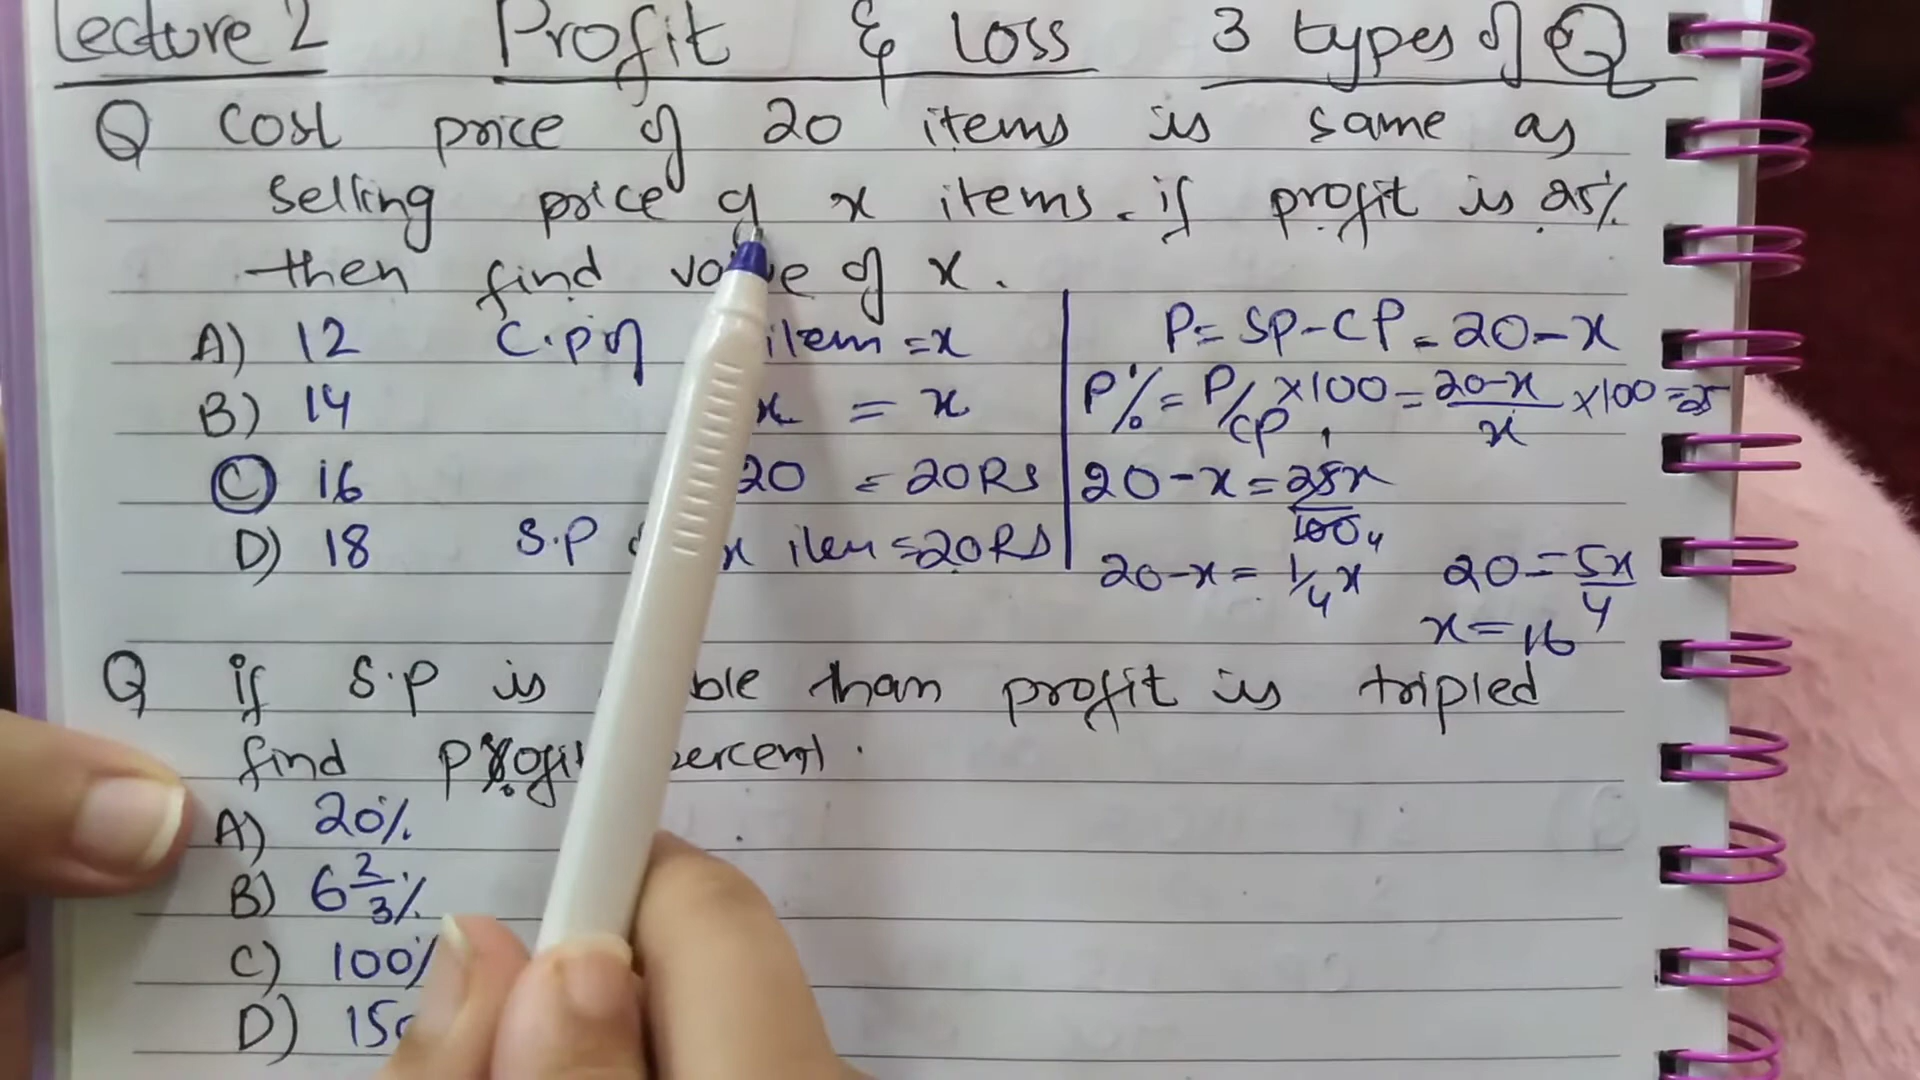 Lecture 2 Profit & Loss 3 types of Q
Q Cost price of 20 items is same as
selling price of x items. if profit is 25%
then find value of x.
A) 12 C.P of item = x
B) 14 x = x
C) 16 20 = 20RS
D) 18 S.P x item = 20RS
P = SP - CP = 20 - x
P% = P/CP × 100 = 20-x/x × 100 = 25
20 - x = 25x/100 1 4
20 - x = 1/4 x 20 = 5x/4
x = 16
Q if S.P is than profit is tripled
find profit percent.
A) 20%
B) 6 2/3%
C) 100%
D)